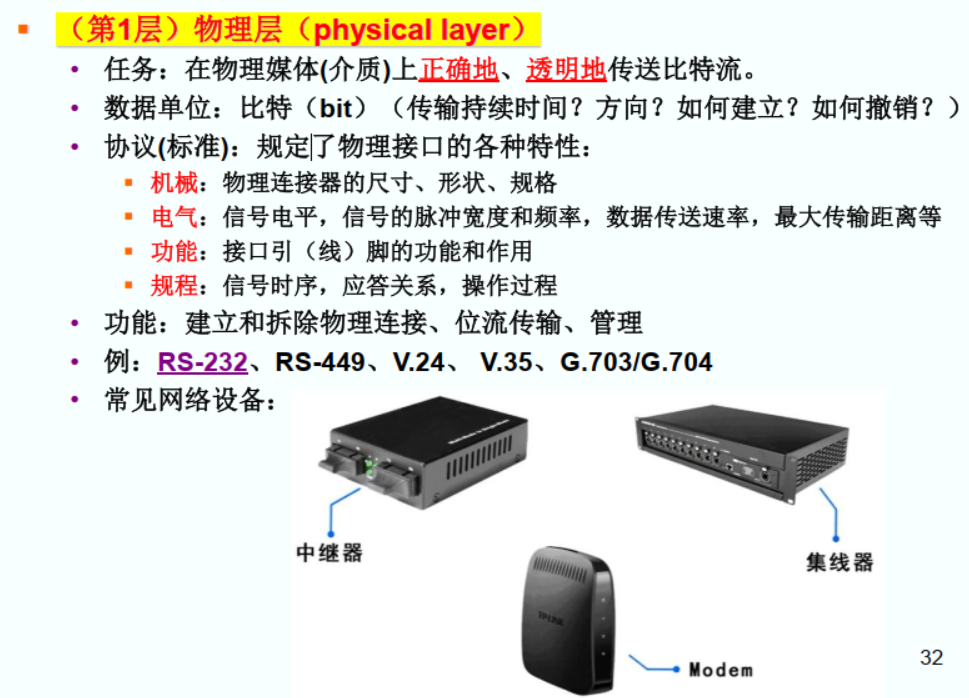 (第1层)物理层(physical layer)
任务:在物理媒体(介质)上正确地、透明地传送比特流。
数据单位:比特(bit)(传输持续时间?方向?如何建立?如何撤销?)
协议(标准):规定了物理接口的各种特性:
机械:物理连接器的尺寸、形状、规格
电气:信号电平,信号的脉冲宽度和频率,数据传送速率,最大传输距离等
功能:接口引(线)脚的功能和作用
规程:信号时序,应答关系,操作过程
功能:建立和拆除物理连接、位流传输、管理
例:RS-232、RS-449、V.24、 V.35、G.703/G.704
常见网络设备:
中继器
集线器
TP-LINK
Modem
32